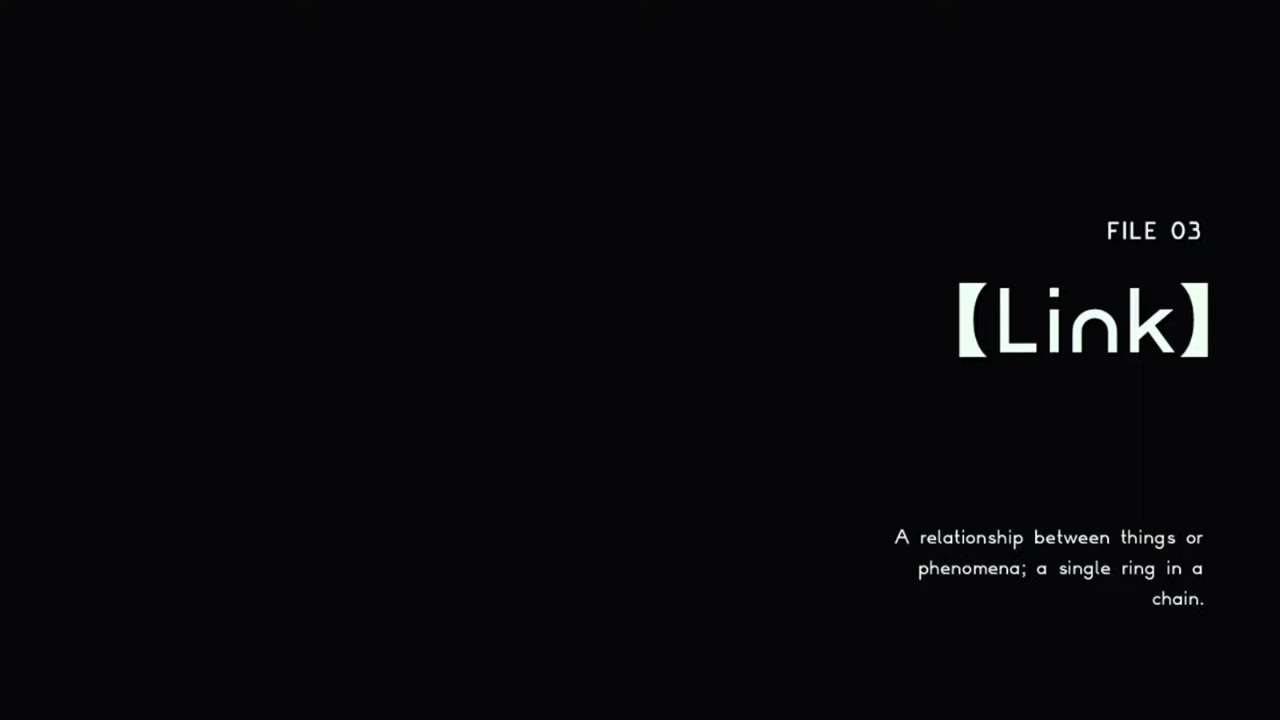 FILE 03
【Link】
A relationship between things or
phenomena; a single ring in a
chain.